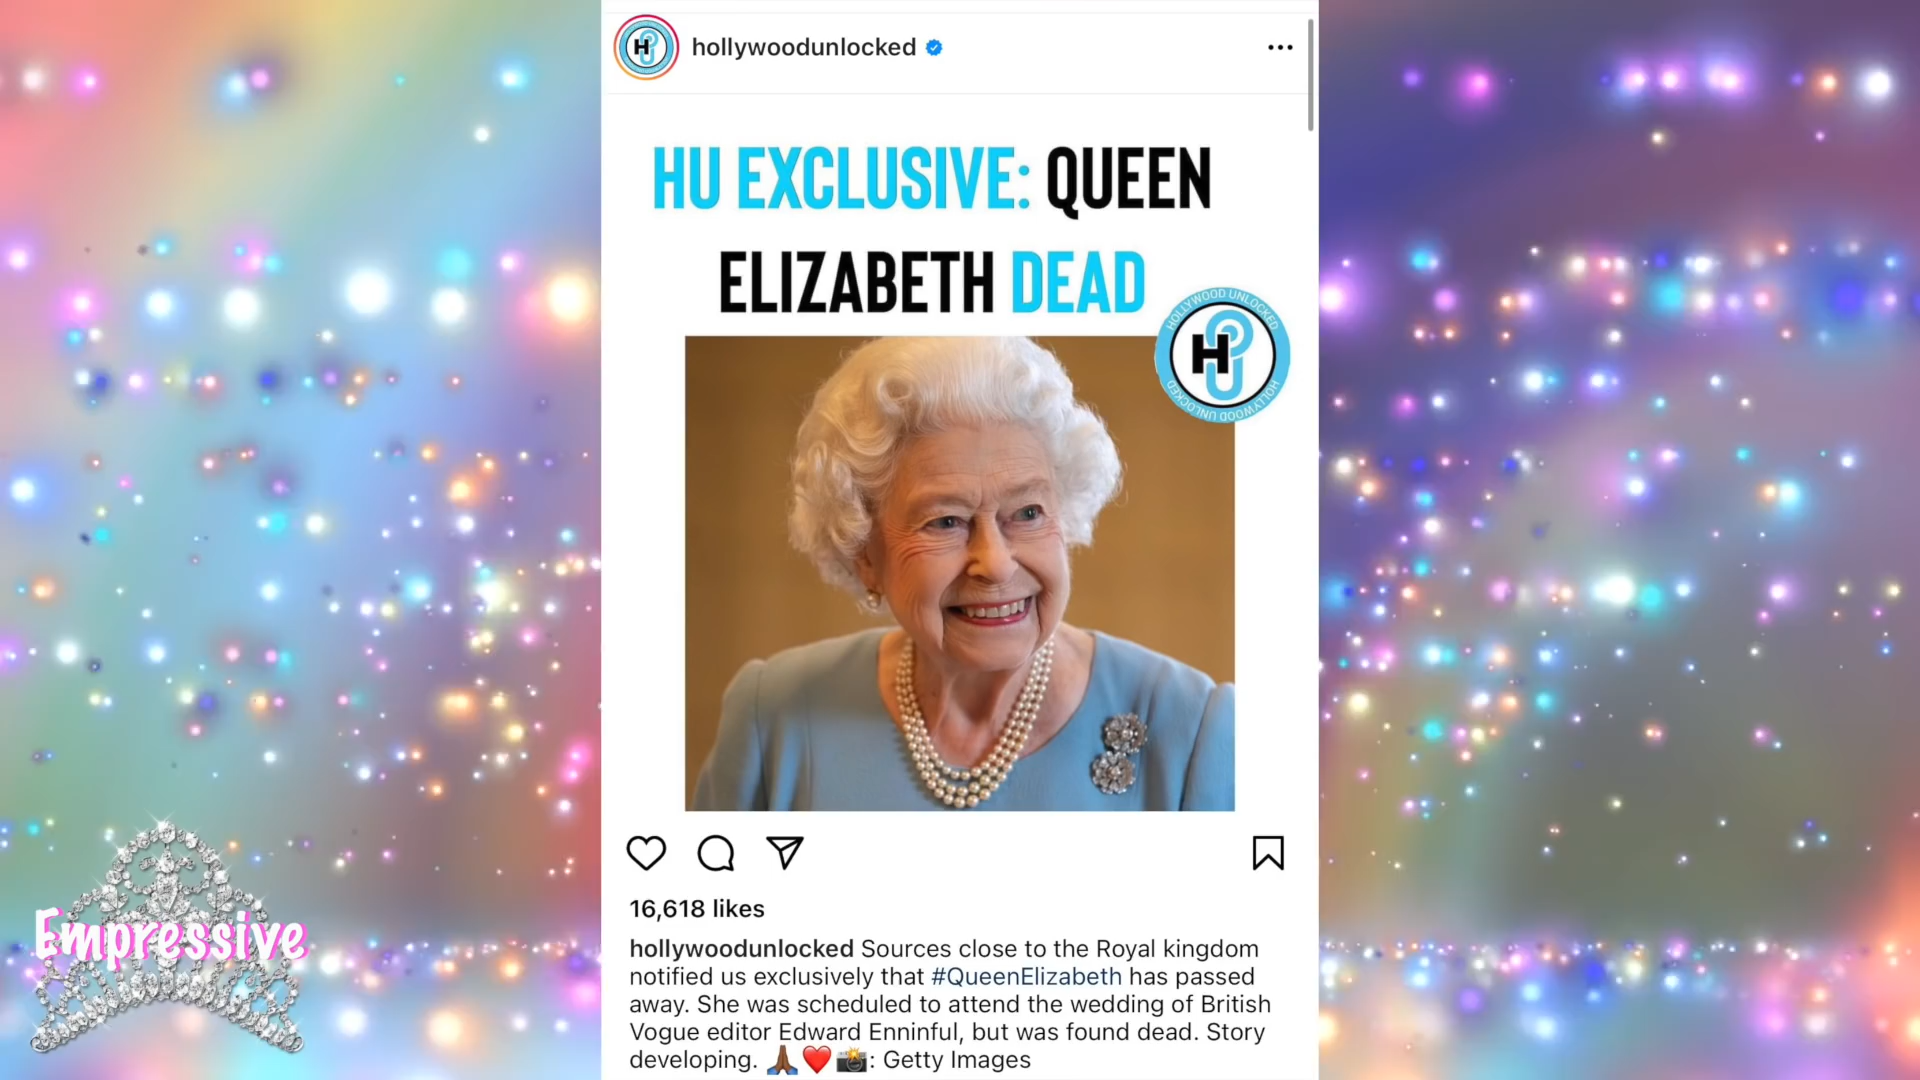 hollywoodunlocked
HU EXCLUSIVE: QUEEN
ELIZABETH DEAD
HOLLYWOOD UNLOCKED
H
HOLLYWOOD UNLOCKED
16,618 likes
hollywoodunlocked Sources close to the Royal kingdom
notified us exclusively that #QueenElizabeth has passed
away. She was scheduled to attend the wedding of British
Vogue editor Edward Enninful, but was found dead. Story
developing. 🙏🏾❤️📸: Getty Images
Empressive